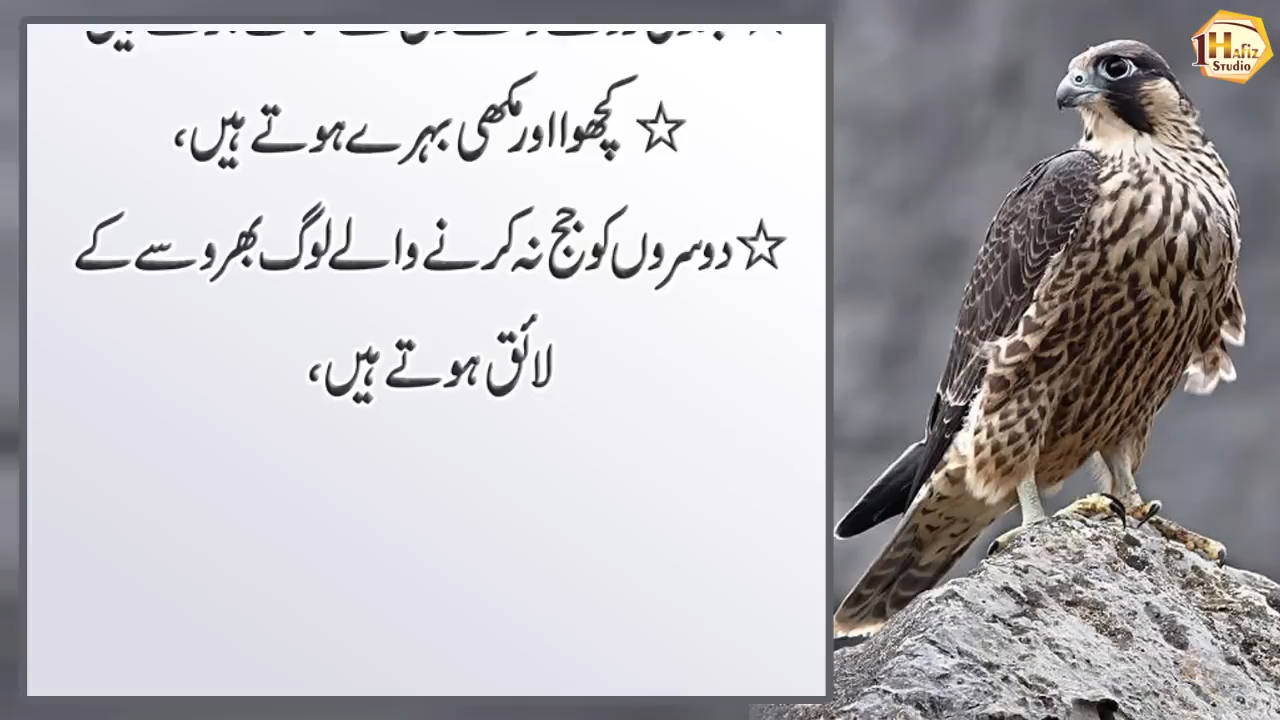 ☆ کچھوا اور مکھی بہرے ہوتے ہیں،
☆ دوسروں کو جج نہ کرنے والے لوگ بھروسے کے
لائق ہوتے ہیں،
1Hafiz
Studio